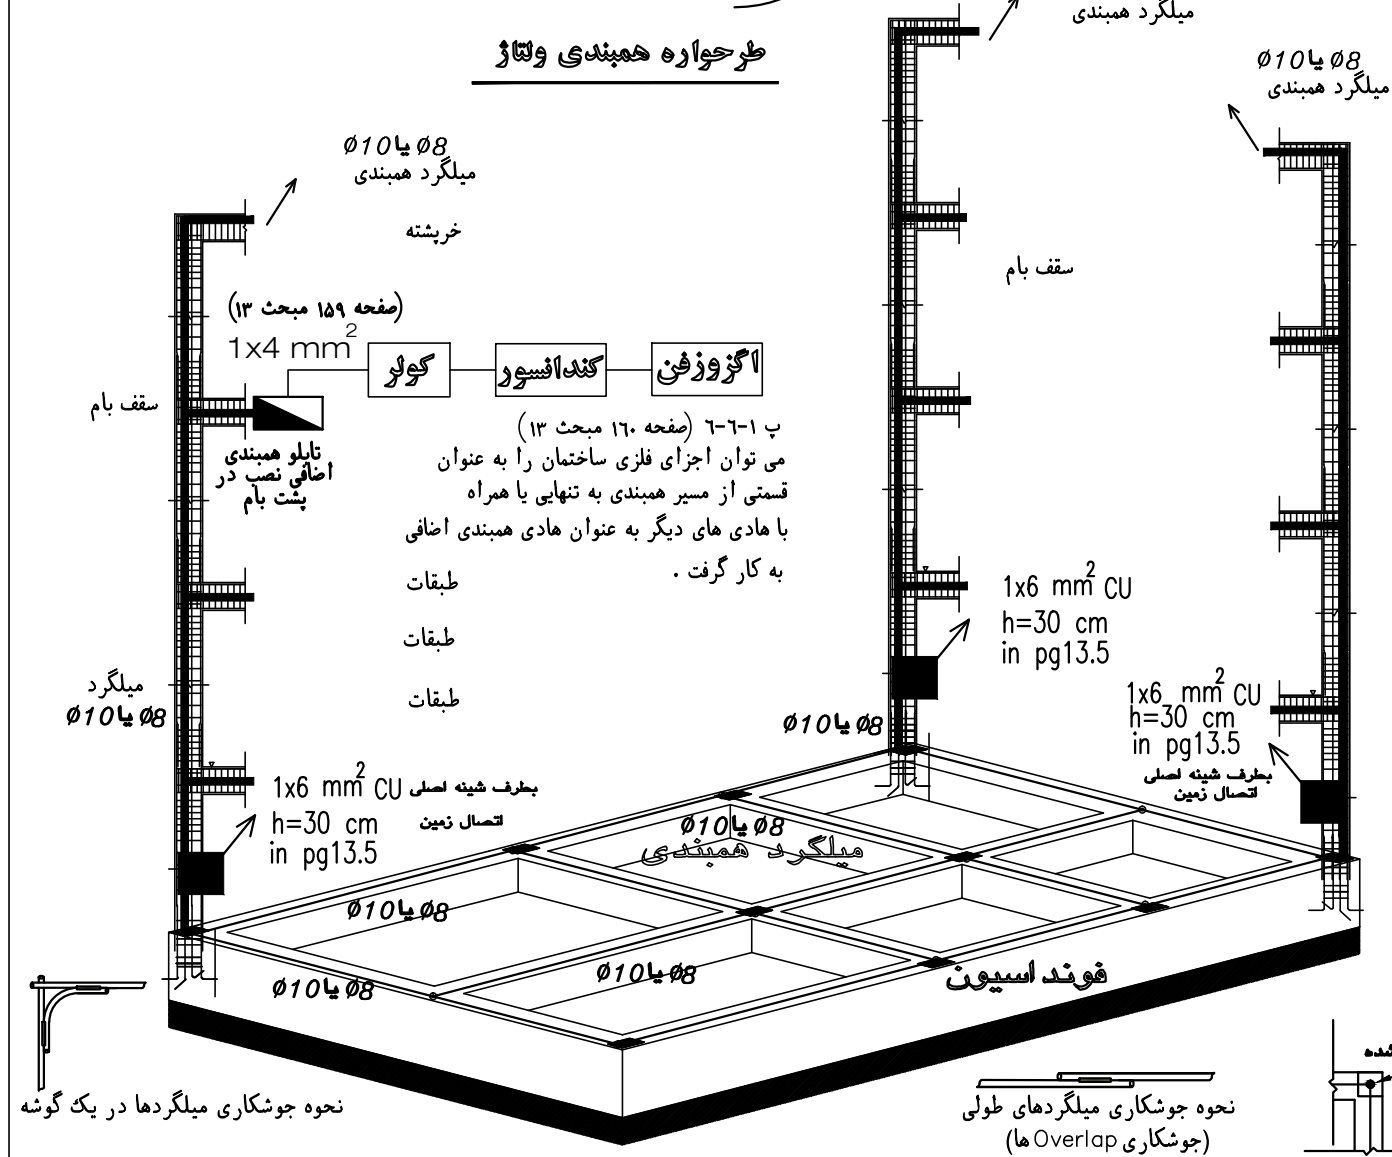 میلگرد همبندی
طرحواره همبندی ولتاژ
Ø8 یا Ø10
میلگرد همبندی
Ø8 یا Ø10
میلگرد همبندی
خرپشته
سقف بام
(صفحه ۱۵۹ مبحث ۱۳)
1x4 mm²
کولر
کندانسور
اگزوزفن
سقف بام
تابلو همبندی
اضافی نصب در
پشت بام
پ ۱-۶-۶ (صفحه ۱۶۰ مبحث ۱۳)
می توان اجزای فلزی ساختمان را به عنوان
قسمتی از مسیر همبندی به تنهایی یا همراه
با هادی های دیگر به عنوان هادی همبندی اضافی
به کار گرفت .
طبقات
طبقات
طبقات
1x6 mm² CU
h=30 cm
in pg13.5
میلگرد
Ø8 یا Ø10
Ø8 یا Ø10
1x6 mm² CU
h=30 cm
in pg13.5
بطرف شینه اصلی
اتصال زمین
1x6 mm² CU
h=30 cm
in pg13.5
بطرف شینه اصلی
اتصال زمین
Ø8 یا Ø10
میلگرد همبندی
Ø8 یا Ø10
Ø8 یا Ø10
Ø8 یا Ø10
فونداسیون
شده
نحوه جوشکاری میلگردها در یک گوشه
نحوه جوشکاری میلگردهای طولی
(جوشکاری Overlap ها)